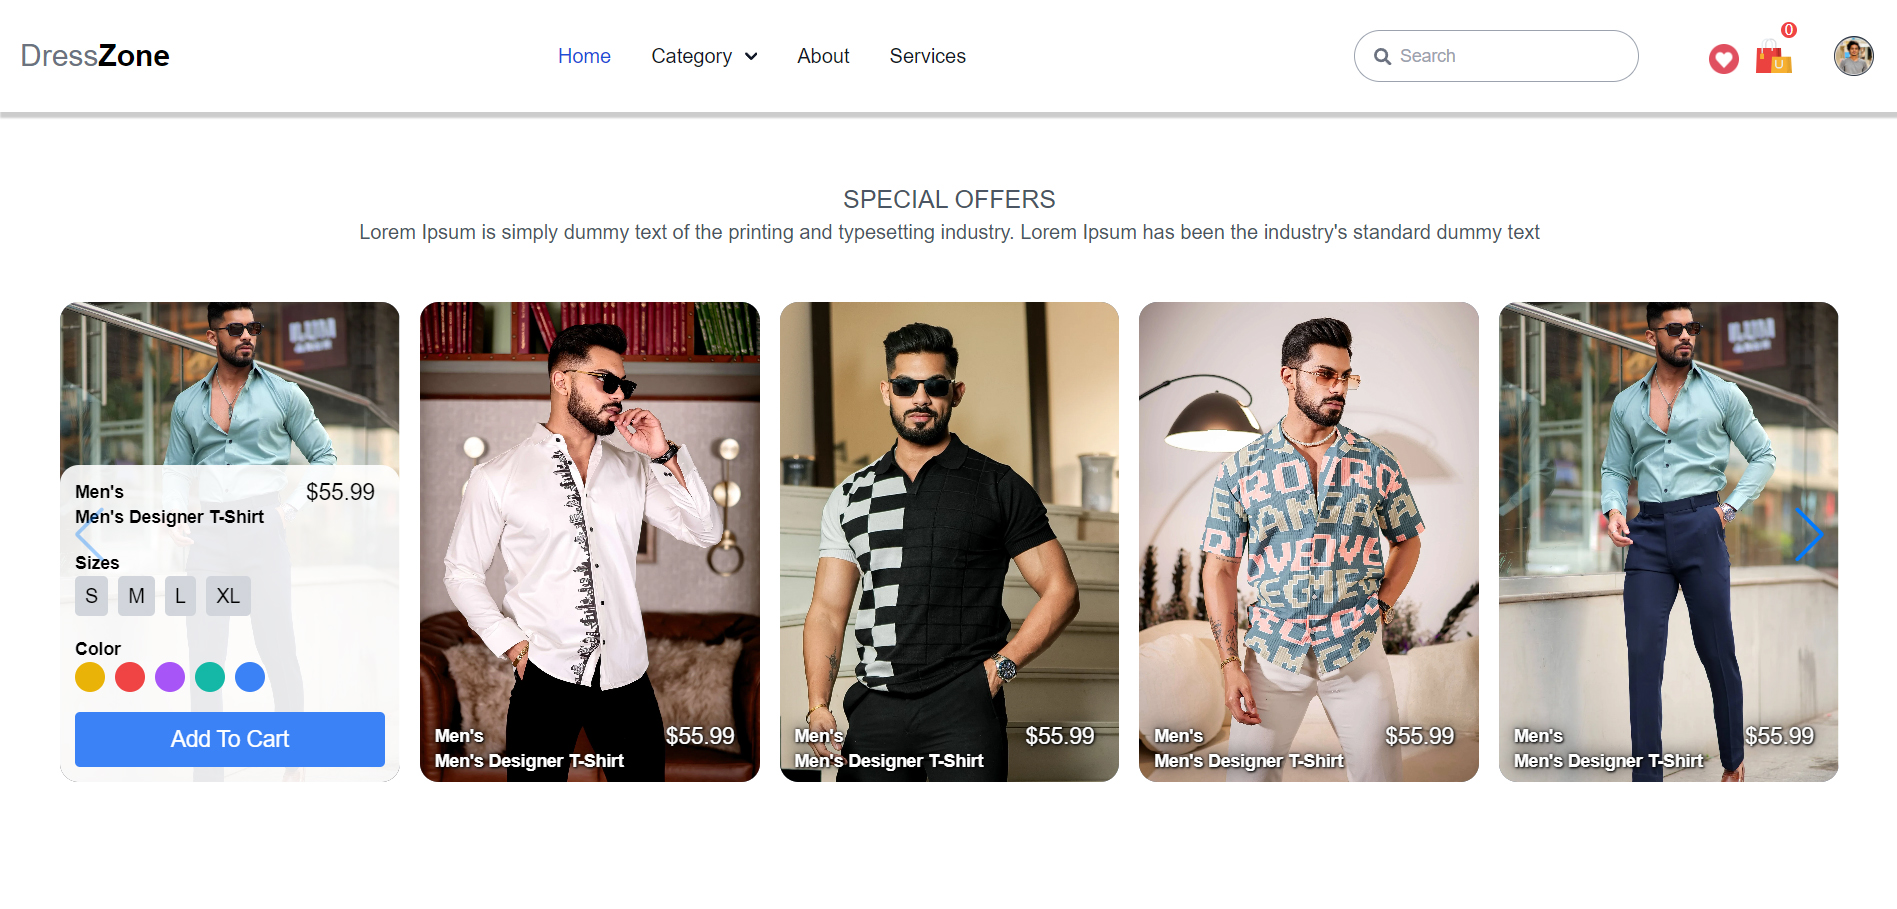 DressZone
Home
Category
About
Services
Search
0
U
SPECIAL OFFERS
Lorem Ipsum is simply dummy text of the printing and typesetting industry. Lorem Ipsum has been the industry's standard dummy text
Men's
$55.99
Men's Designer T-Shirt
Sizes
S M L XL
Color
Add To Cart
Men's
$55.99
Men's Designer T-Shirt
Men's
$55.99
Men's Designer T-Shirt
Men's
$55.99
Men's Designer T-Shirt
Men's
$55.99
Men's Designer T-Shirt